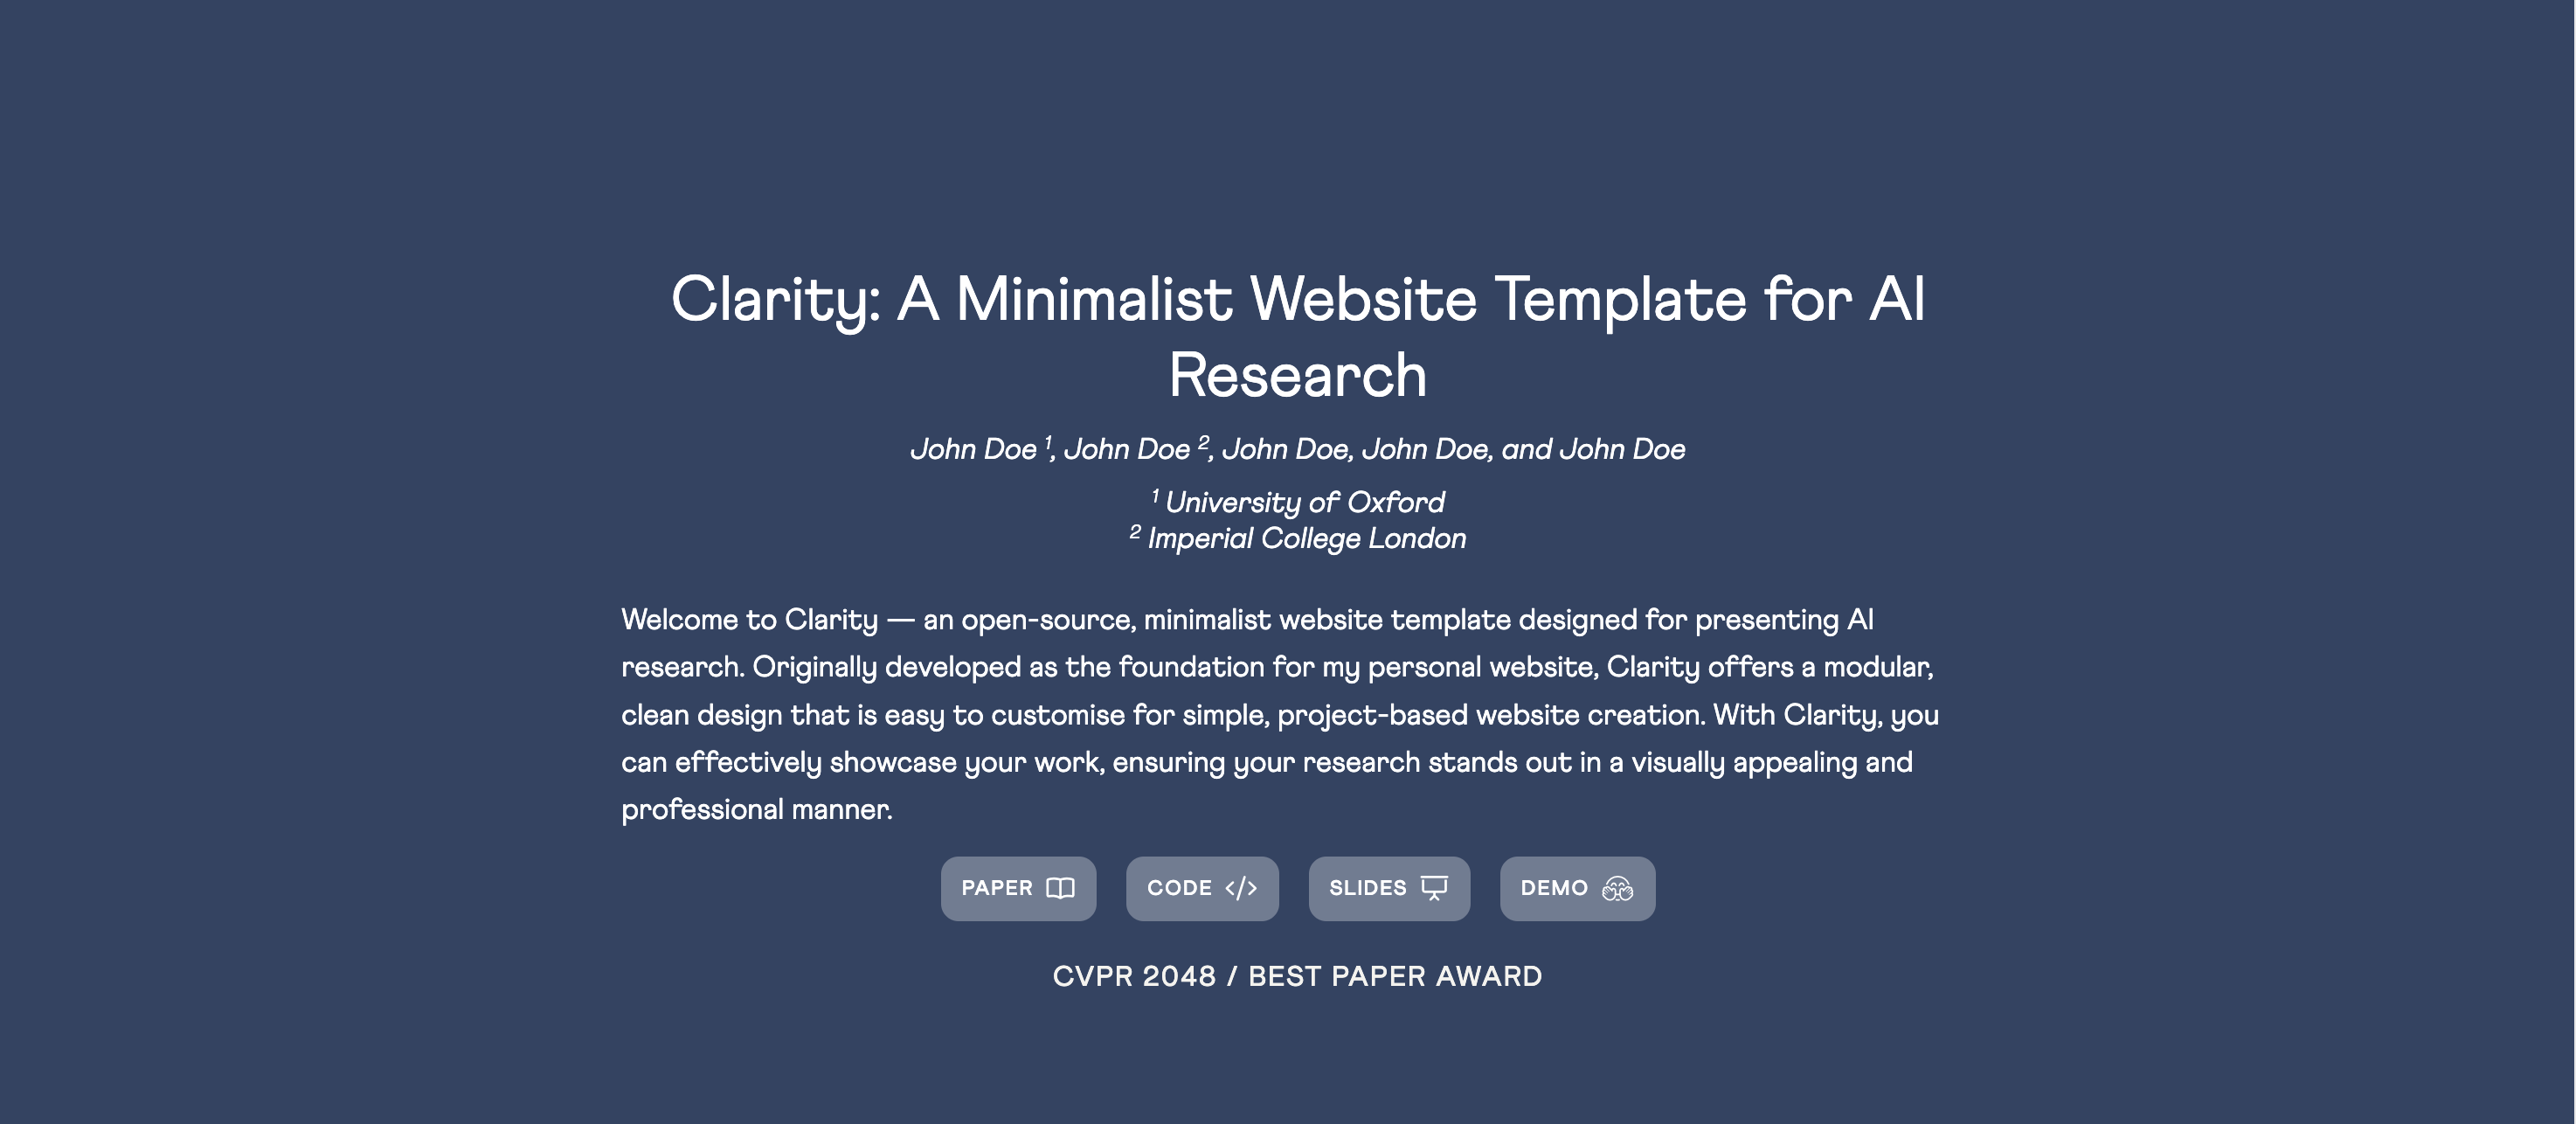 Clarity: A Minimalist Website Template for AI
Research
John Doe ¹, John Doe ², John Doe, John Doe, and John Doe
¹ University of Oxford
² Imperial College London
Welcome to Clarity — an open-source, minimalist website template designed for presenting AI
research. Originally developed as the foundation for my personal website, Clarity offers a modular,
clean design that is easy to customise for simple, project-based website creation. With Clarity, you
can effectively showcase your work, ensuring your research stands out in a visually appealing and
professional manner.
PAPER CODE </> SLIDES DEMO
CVPR 2048 / BEST PAPER AWARD